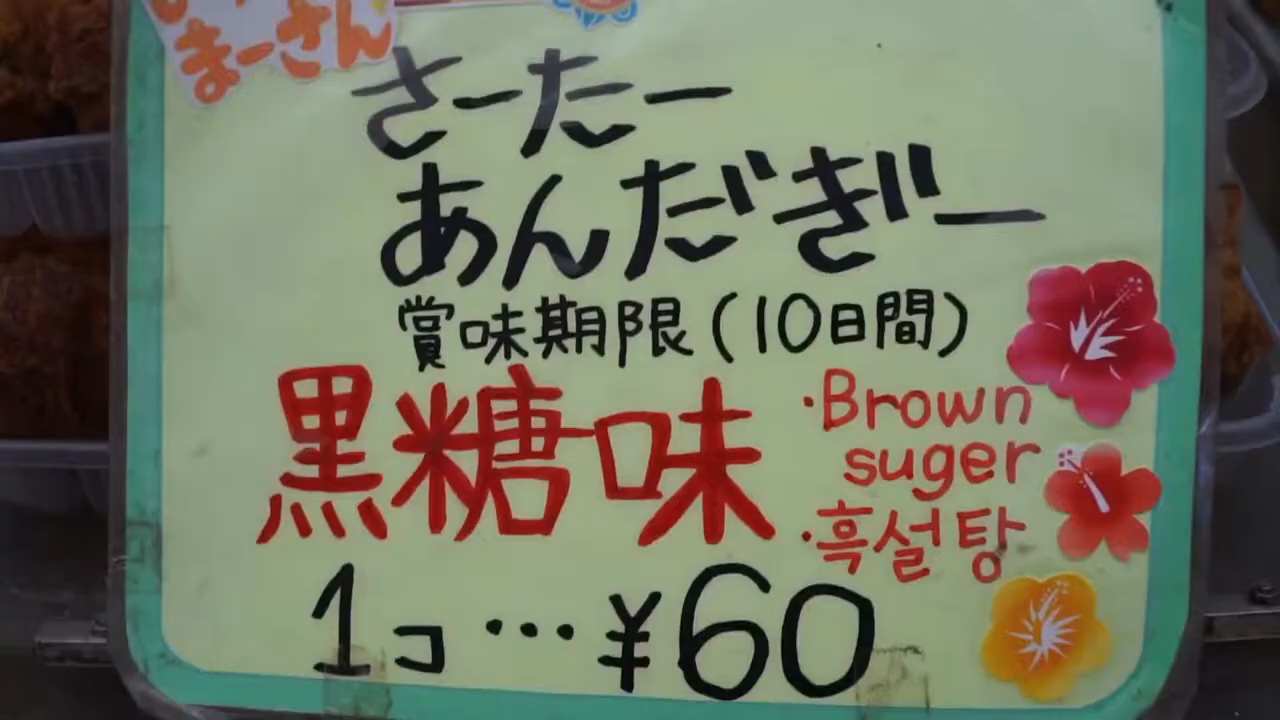 まーさん
さーたー
あんだぎー
賞味期限(10日間)
黒糖味
・Brown
suger
・흑설탕
1コ…¥60